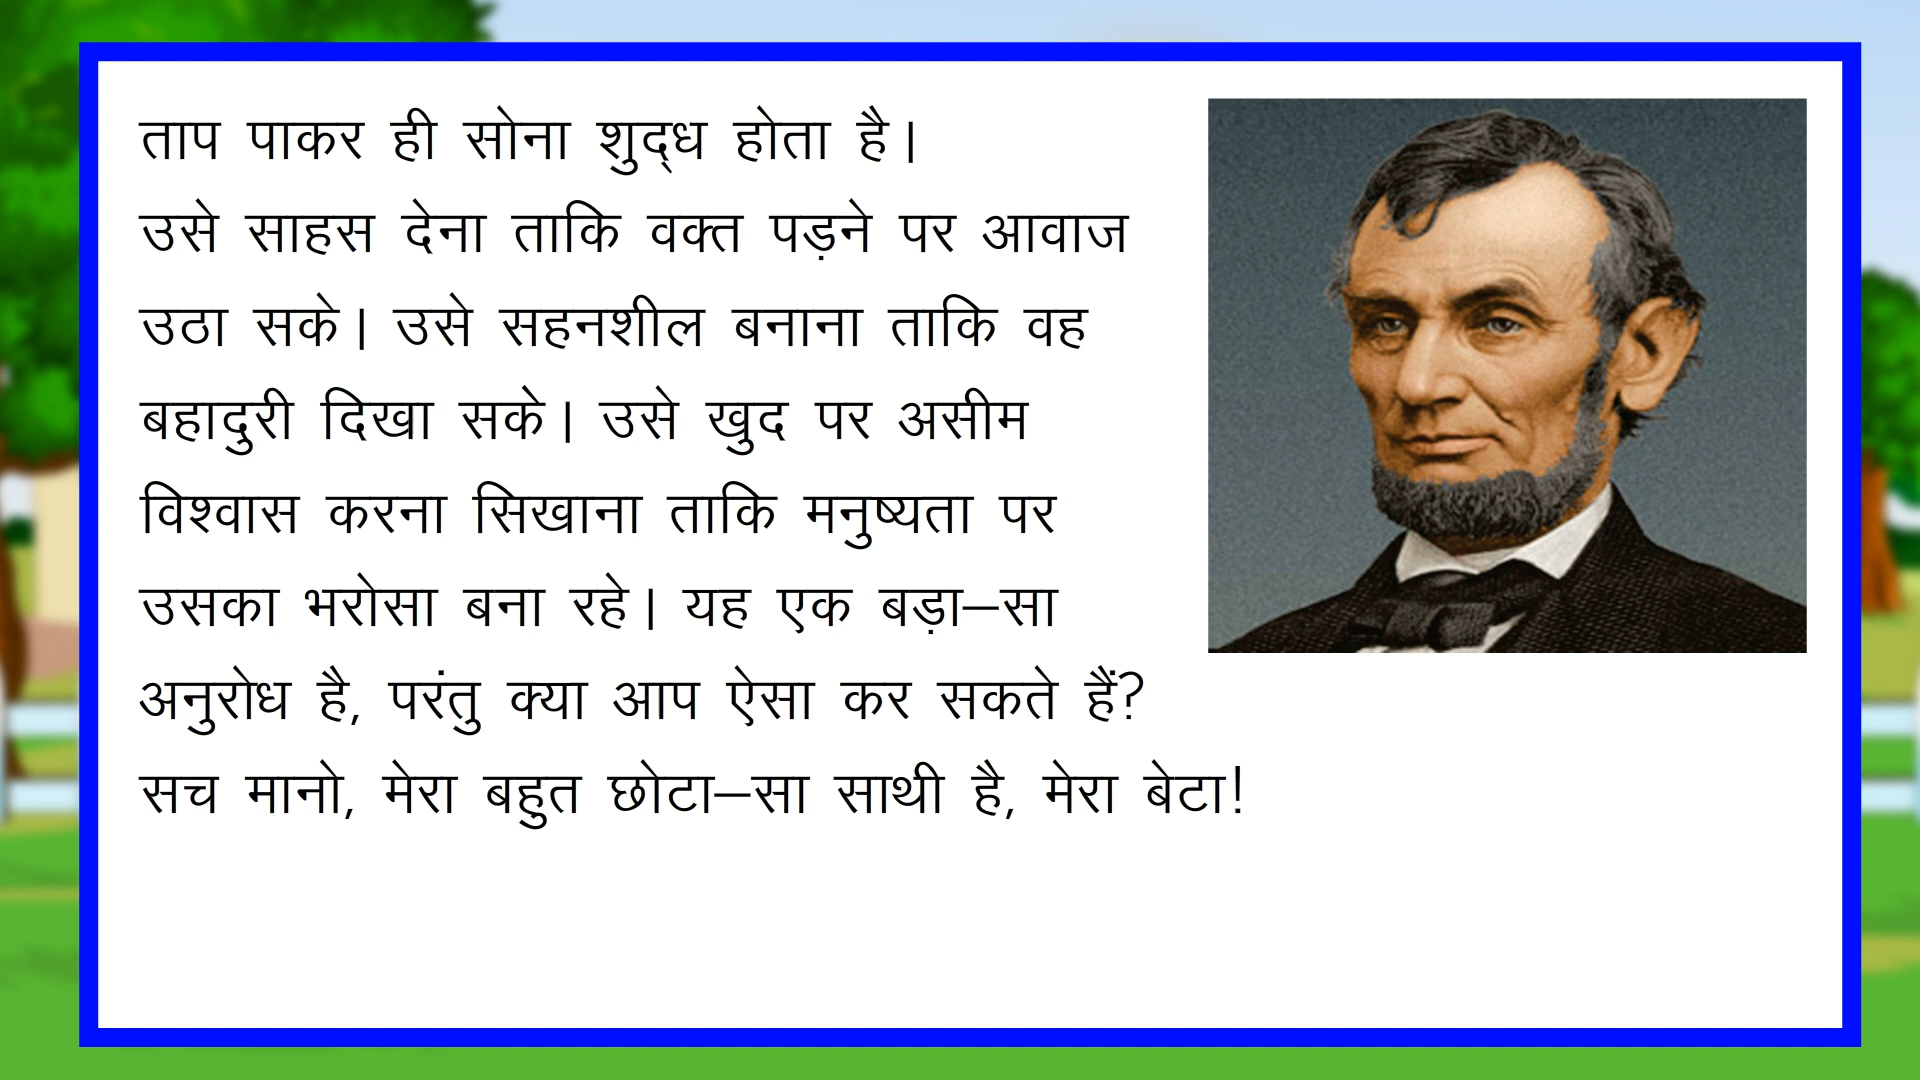 ताप पाकर ही सोना शुद्‌ध होता है।
उसे साहस देना ताकि वक्त पड़ने पर आवाज
उठा सके। उसे सहनशील बनाना ताकि वह
बहादुरी दिखा सके। उसे खुद पर असीम
विश्वास करना सिखाना ताकि मनुष्यता पर
उसका भरोसा बना रहे। यह एक बड़ा–सा
अनुरोध है, परंतु क्या आप ऐसा कर सकते हैं?
सच मानो, मेरा बहुत छोटा–सा साथी है, मेरा बेटा!